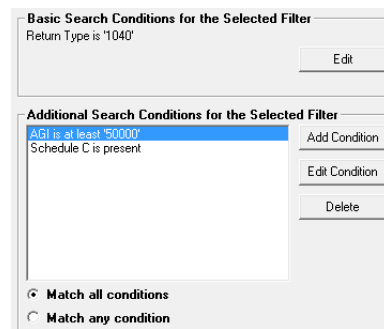 Basic Search Conditions for the Selected Filter
Return Type is '1040'
Edit
Additional Search Conditions for the Selected Filter
AGI is at least '50000'
Schedule C is present
Add Condition
Edit Condition
Delete
Match all conditions
Match any condition